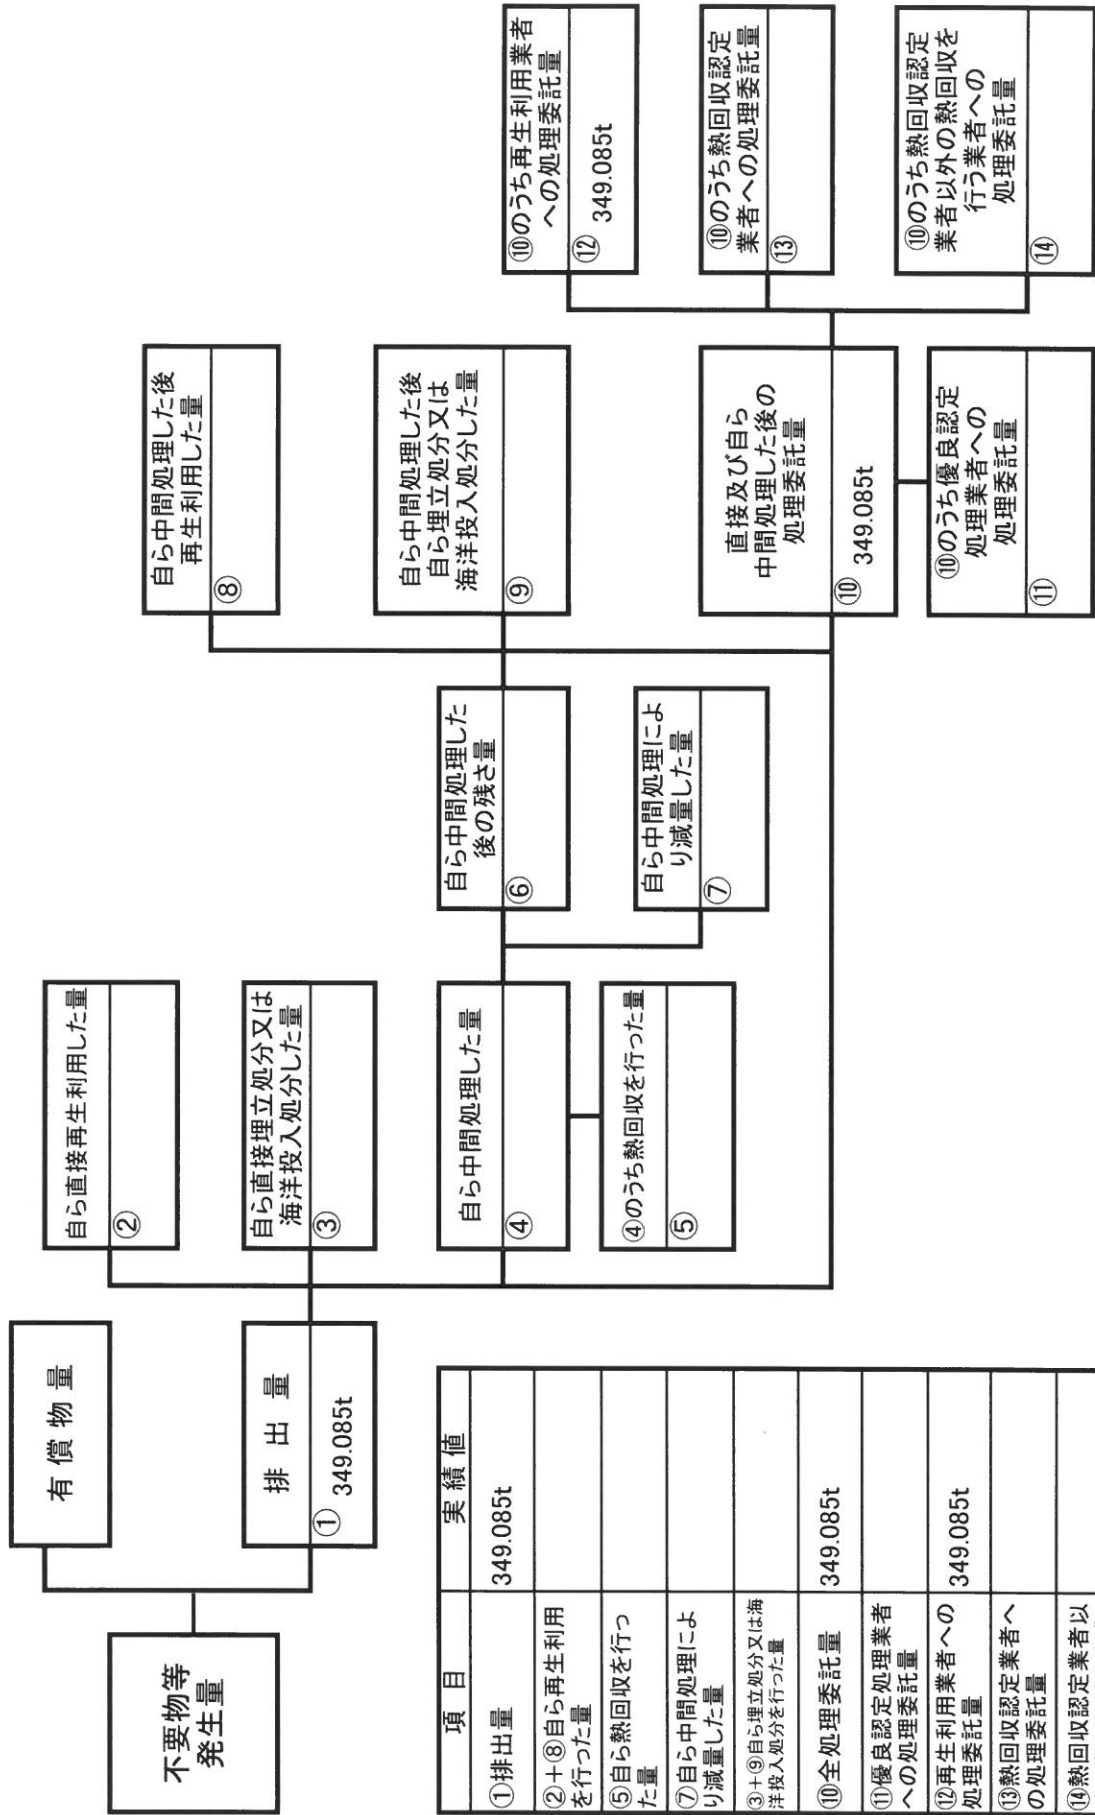 不要物等
発生量
有償物量
排出量
① 349.085t
自ら直接再生利用した量
②
自ら直接埋立処分又は
海洋投入処分した量
③
自ら中間処理した量
④
④のうち熱回収を行った量
⑤
自ら中間処理した
後の残さ量
⑥
自ら中間処理によ
り減量した量
⑦
自ら中間処理した後
再生利用した量
⑧
自ら中間処理した後
自ら埋立処分又は
海洋投入処分した量
⑨
直接及び自ら
中間処理した後の
処理委託量
⑩ 349.085t
⑩のうち優良認定
処理業者への
処理委託量
⑪
⑩のうち再生利用業者
への処理委託量
⑫ 349.085t
⑩のうち熱回収認定
業者への処理委託量
⑬
⑩のうち熱回収認定
業者以外の熱回収を
行う業者への
処理委託量
⑭
項目 実績値
①排出量 349.085t
②+⑧自ら再生利用
を行った量
⑤自ら熱回収を行っ
た量
⑦自ら中間処理によ
り減量した量
③+⑨自ら埋立処分又は海
洋投入処分を行った量
⑩全処理委託量 349.085t
⑪優良認定処理業者
への処理委託量
⑫再生利用業者への
処理委託量 349.085t
⑬熱回収認定業者へ
の処理委託量
⑭熱回収認定業者以